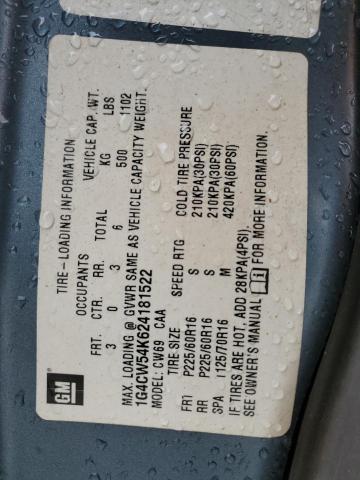 TIRE-LOADING INFORMATION
OCCUPANTS VEHICLE CAP. WT.
FRT. CTR. RR. TOTAL KG LBS
3 0 3 6 500 1102
MAX. LOADING @ GVWR SAME AS VEHICLE CAPACITY WEIGHT.
1G4CW54K624181522
MODEL: CW69 CAA
TIRE-SIZE SPEED RTG COLD TIRE PRESSURE
FRT P225/60R16 S 210KPA(30PSI)
RR P225/60R16 S 210KPA(30PSI)
SPA T125/70R16 M 420KPA(60PSI)
IF TIRES ARE HOT, ADD 28KPA(4PSI).
SEE OWNER'S MANUAL FOR MORE INFORMATION.
GM